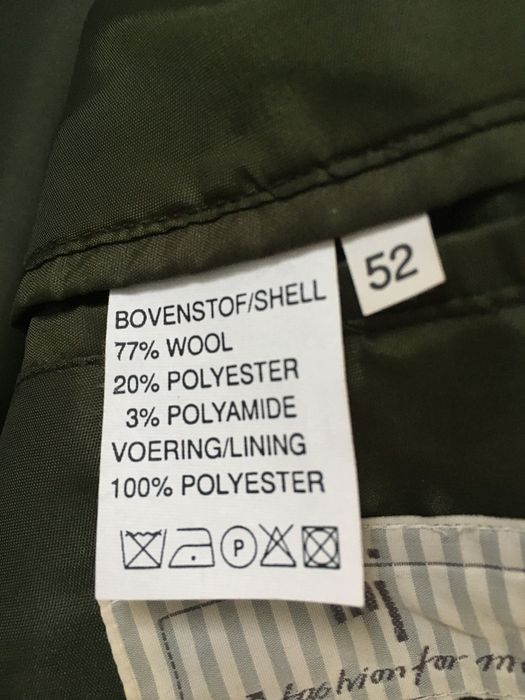 52
BOVENSTOF/SHELL
77% WOOL
20% POLYESTER
3% POLYAMIDE
VOERING/LINING
100% POLYESTER
P